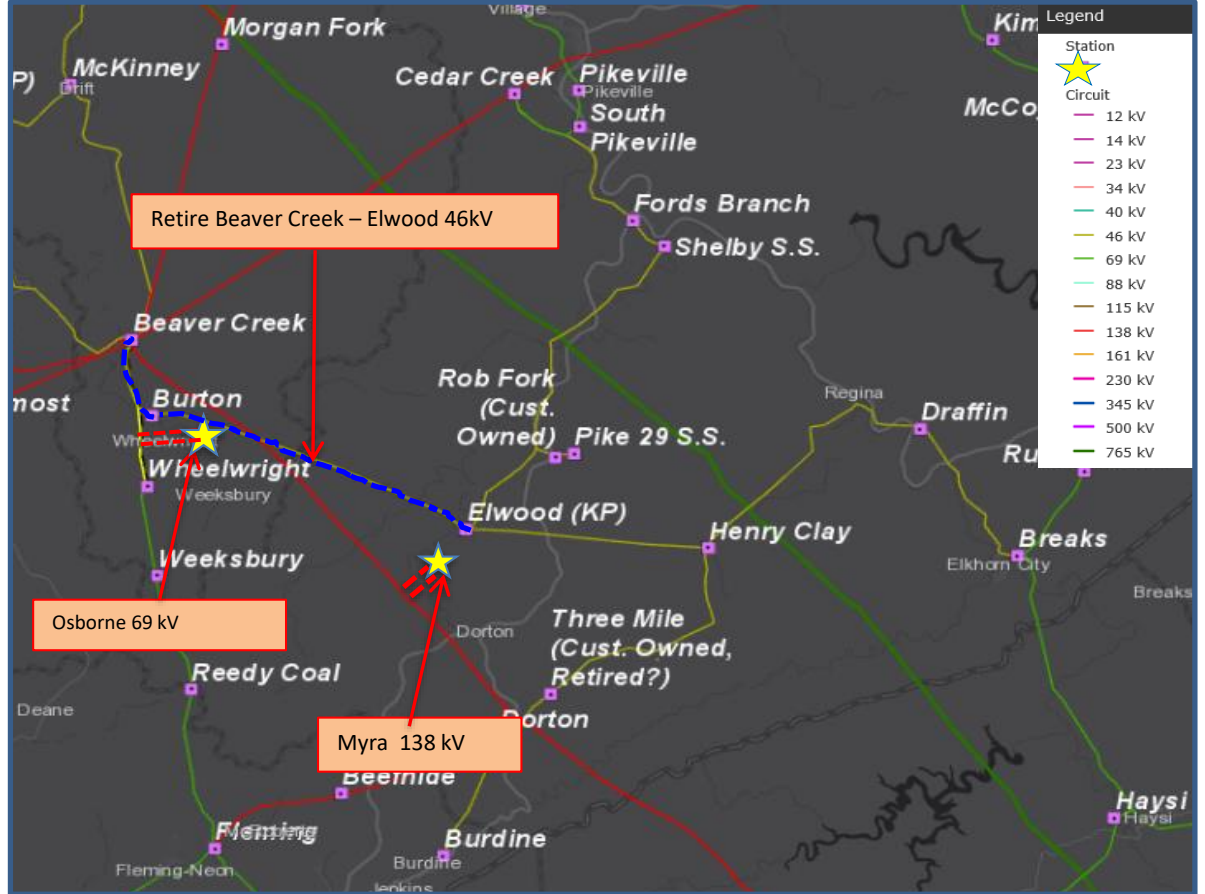 Village
Morgan Fork
Kim
Legend
Station
Circuit
12 kV
14 kV
23 kV
34 kV
40 kV
46 kV
69 kV
88 kV
115 kV
138 kV
161 kV
230 kV
345 kV
500 kV
765 kV
P)
McKinney
Drift
Cedar Creek
Pikeville
Pikeville
South
Pikeville
McCo
Retire Beaver Creek – Elwood 46kV
Fords Branch
Shelby S.S.
Beaver Creek
most
Burton
Rob Fork
(Cust.
Owned)
Pike 29 S.S.
Regina
Draffin
Ru
Wheelwright
Weeksbury
Elwood (KP)
Henry Clay
Breaks
Elkhorn City
Breaks
Weeksbury
Osborne 69 kV
Dorton
Three Mile
(Cust. Owned,
Retired?)
Reedy Coal
Deane
Dorton
Myra 138 kV
Beefhide
Haysi
Haysi
Fleming
Burdine
Burdine
Fleming-Neon
Jenkins